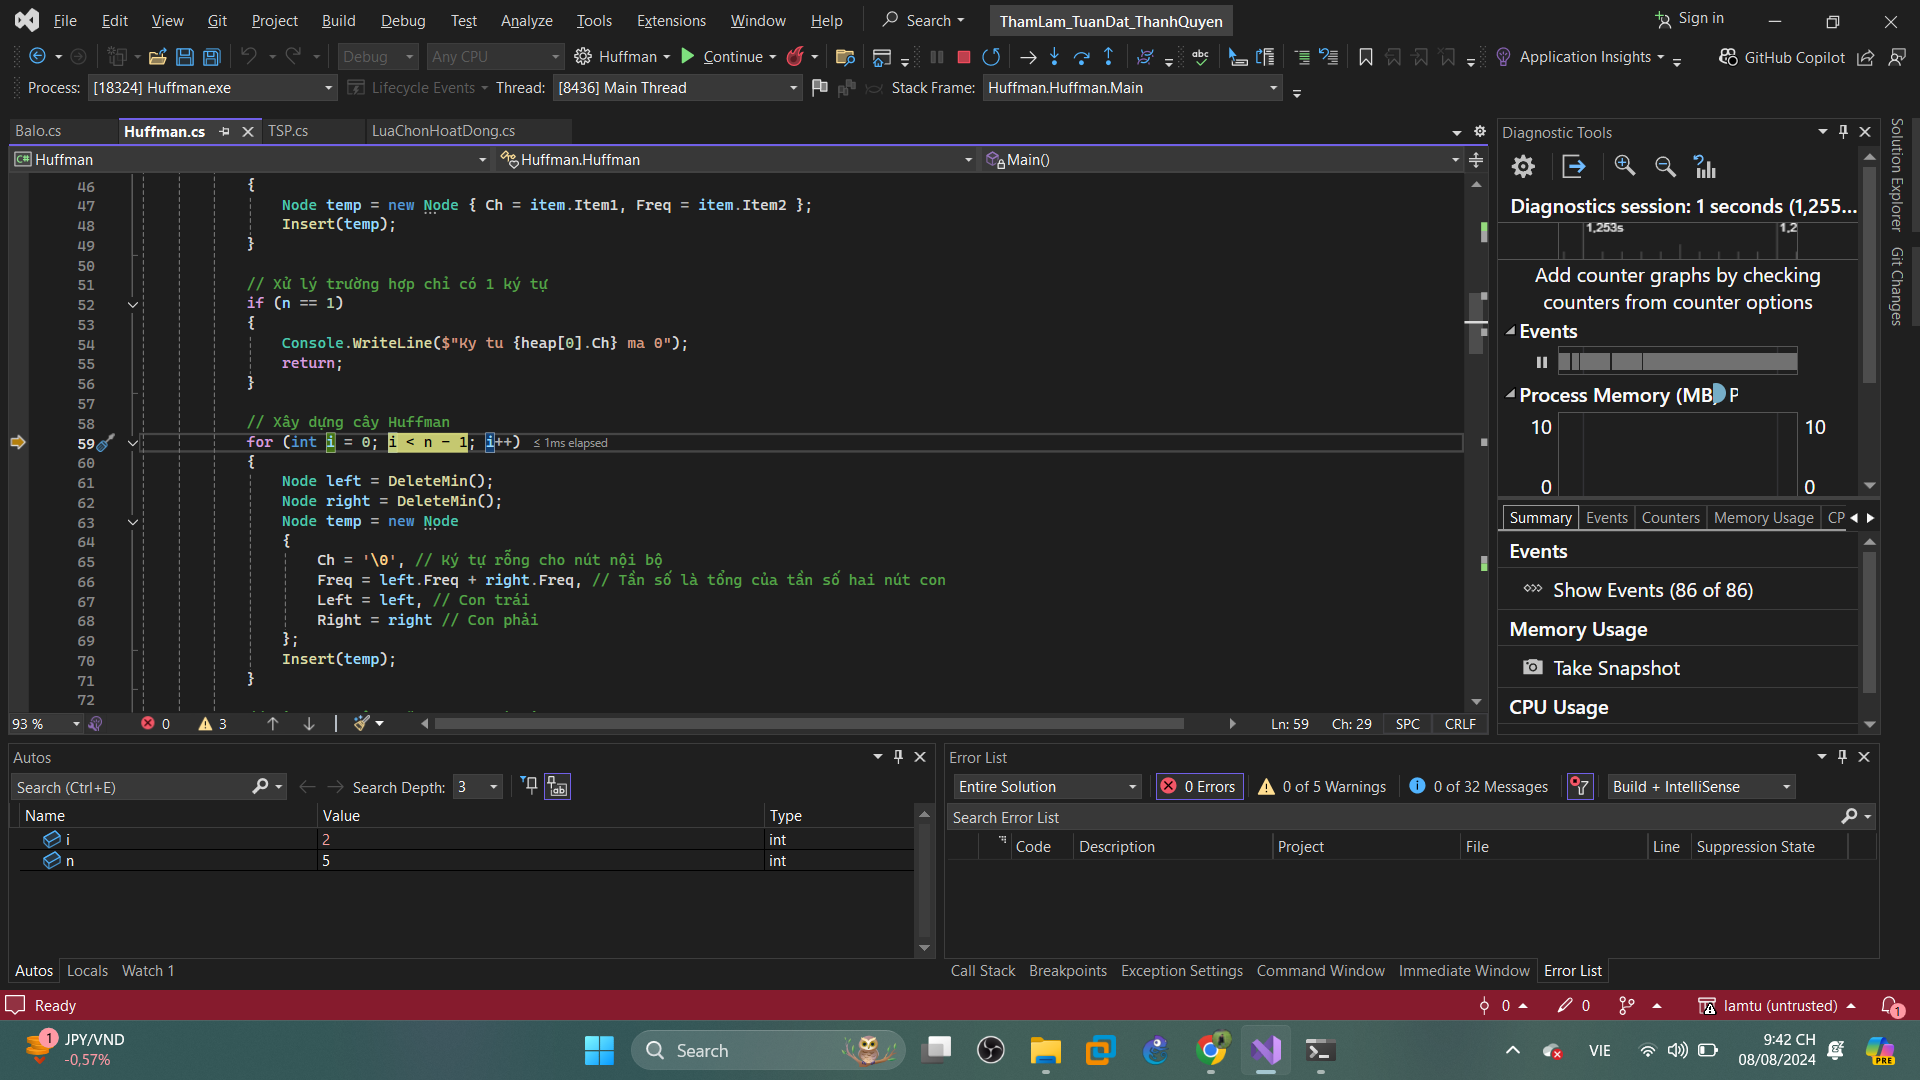 File Edit View Git Project Build Debug Test Analyze Tools Extensions Window Help Search ThamLam_TuanDat_ThanhQuyen Sign in
Debug Any CPU Huffman Continue Application Insights GitHub Copilot
Process: [18324] Huffman.exe Lifecycle Events Thread: [8436] Main Thread Stack Frame: Huffman.Huffman.Main
Balo.cs Huffman.cs TSP.cs LuaChonHoatDong.cs
Huffman Huffman.Huffman Main()
46 {
47 Node temp = new Node { Ch = item.Item1, Freq = item.Item2 };
48 Insert(temp);
49 }
50
51 // Xử lý trường hợp chỉ có 1 ký tự
52 if (n == 1)
53 {
54 Console.WriteLine($"Ky tu {heap[0].Ch} ma 0");
55 return;
56 }
57
58 // Xây dựng cây Huffman
59 for (int i = 0; i < n - 1; i++) ≤ 1ms elapsed
60 {
61 Node left = DeleteMin();
62 Node right = DeleteMin();
63 Node temp = new Node
64 {
65 Ch = '\0', // Ký tự rỗng cho nút nội bộ
66 Freq = left.Freq + right.Freq, // Tần số là tổng của tần số hai nút con
67 Left = left, // Con trái
68 Right = right // Con phải
69 };
70 Insert(temp);
71 }
72
93 % 0 3 Ln: 59 Ch: 29 SPC CRLF
Diagnostic Tools
Diagnostics session: 1 seconds (1,255...
1,253s 1,2
Add counter graphs by checking
counters from counter options
Events
Process Memory (MB) P
10 10
0 0
Summary Events Counters Memory Usage CP
Events
Show Events (86 of 86)
Memory Usage
Take Snapshot
CPU Usage
Solution Explorer
Git Changes
Autos
Search (Ctrl+E) Search Depth: 3
Name Value Type
i 2 int
n 5 int
Autos Locals Watch 1
Error List
Entire Solution 0 Errors 0 of 5 Warnings 0 of 32 Messages Build + IntelliSense
Search Error List
Code Description Project File Line Suppression State
Call Stack Breakpoints Exception Settings Command Window Immediate Window Error List
Ready 0 0 lamtu (untrusted) 1
1 JPY/VND
-0,57%
Search
VIE
9:42 CH
08/08/2024
PRE